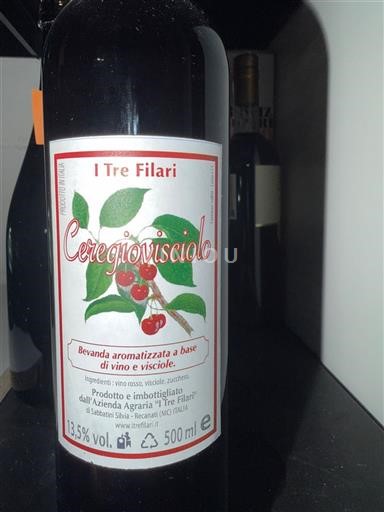 I Tre Filari
PRODOTTO IN ITALIA
Ceregiovisciolo
Bevanda aromatizzata a base
di vino e visciole.
Ingredienti : vino rosso, visciole, zucchero.
Prodotto e imbottigliato
dall'Azienda Agraria "I Tre Filari"
di Sabbatini Silvia - Recanati (MC) ITALIA
www.itrefilari.it
13,5% vol. 500 ml e